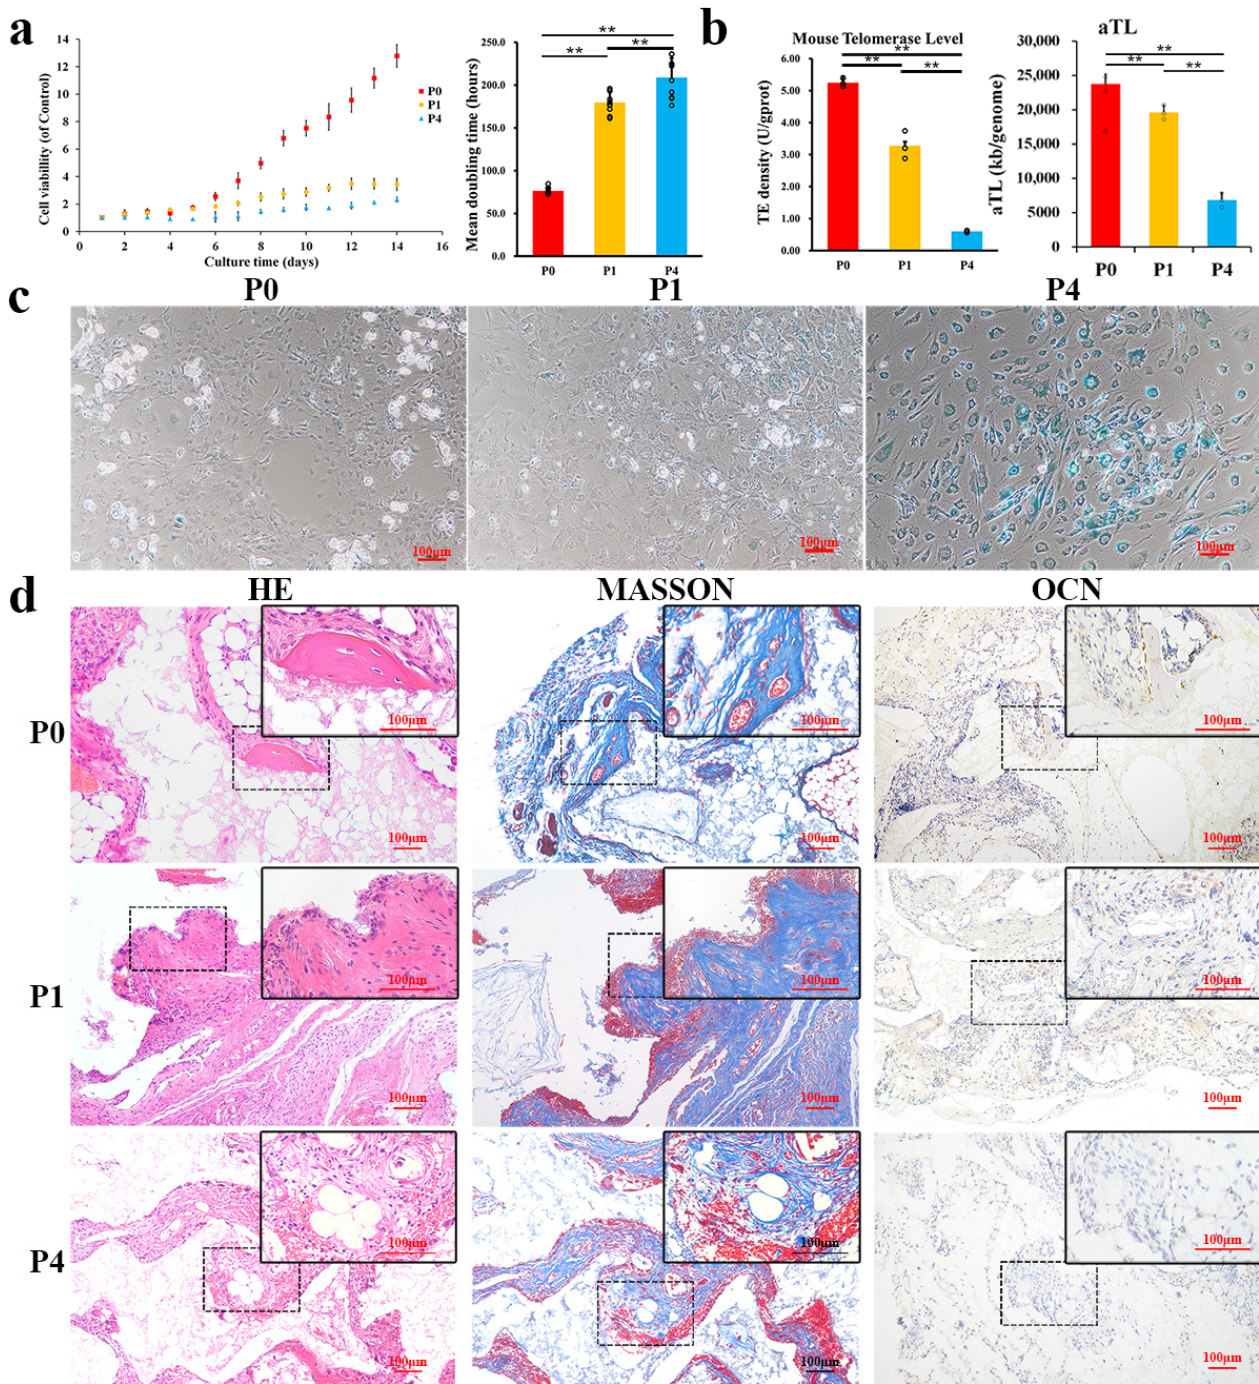 a
Cell viability (of Control)
14
12
10
8
6
4
2
0
0 2 4 6 8 10 12 14 16
Culture time (days)
P0
P1
P4
Mean doubling time (hours)
250.0
200.0
150.0
100.0
50.0
0.0
**
** **
P0 P1 P4
b
Mouse Telomerase Level
TE density (U/gprot)
6.00
5.00
4.00
3.00
2.00
1.00
0.00
**
** **
P0 P1 P4
aTL
aTL (kb/genome)
30,000
25,000
20,000
15,000
10,000
5000
0
**
** **
P0 P1 P4
c
P0 P1 P4
100μm 100μm 100μm
d
HE MASSON OCN
P0
100μm 100μm 100μm
100μm 100μm 100μm
P1
100μm 100μm 100μm
100μm 100μm 100μm
P4
100μm 100μm 100μm
100μm 100μm 100μm